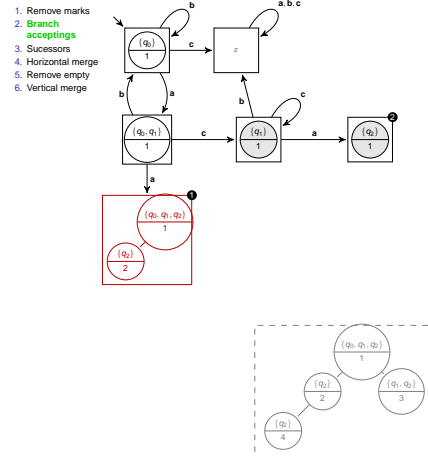 1. Remove marks
2. Branch
acceptings
3. Sucessors
4. Horizontal merge
5. Remove empty
6. Vertical merge
b
a, b, c
{q₀}
1
c
ε
b
a
b
c
{q₀, q₁}
1
c
{q₁}
1
a
{q₂}
1
2
a
1
{q₀, q₁, q₂}
1
{q₂}
2
{q₀, q₁, q₂}
1
{q₂}
2
{q₁, q₂}
3
{q₂}
4